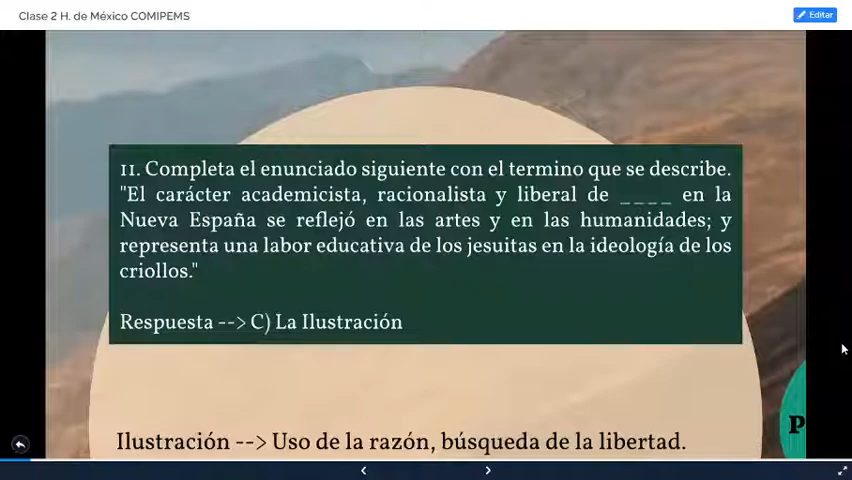 Clase 2 H. de México COMIPEMS
Editar
11. Completa el enunciado siguiente con el termino que se describe.
"El carácter academicista, racionalista y liberal de _ _ _ _ en la
Nueva España se reflejó en las artes y en las humanidades; y
representa una labor educativa de los jesuitas en la ideología de los
criollos."
Respuesta --> C) La Ilustración
P
Ilustración --> Uso de la razón, búsqueda de la libertad.